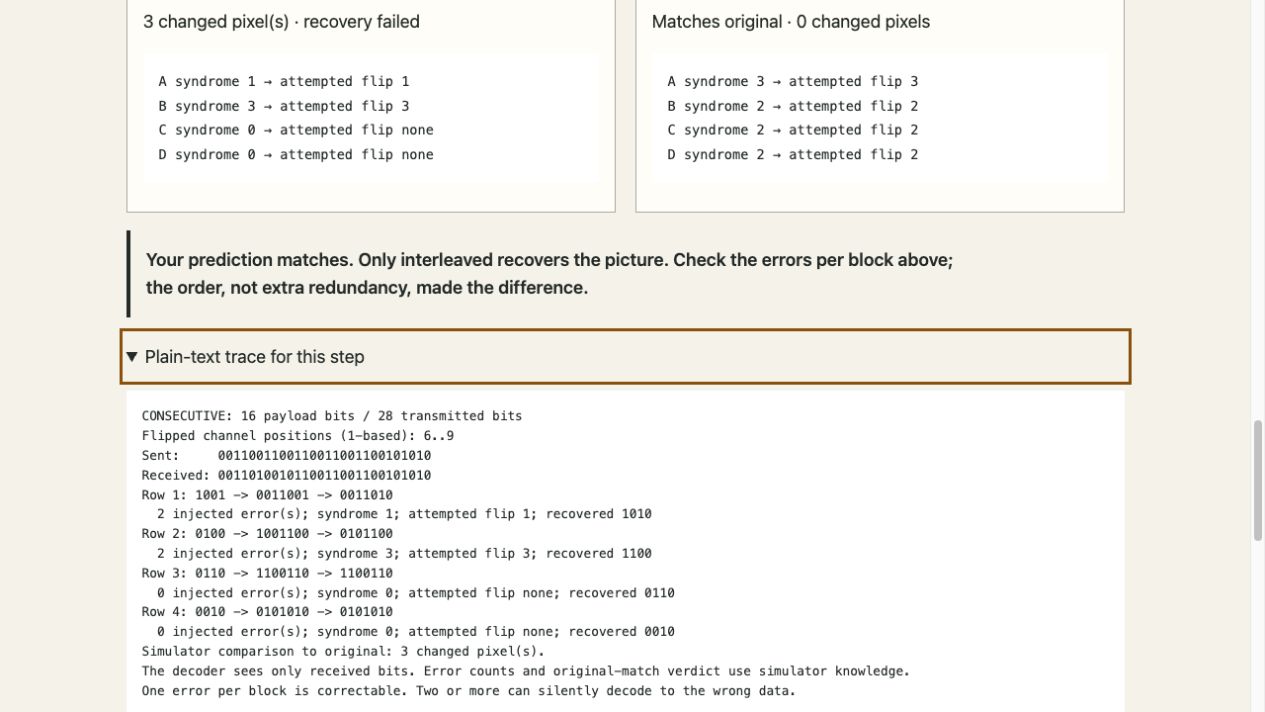 3 changed pixel(s) · recovery failed
A syndrome 1 → attempted flip 1
B syndrome 3 → attempted flip 3
C syndrome 0 → attempted flip none
D syndrome 0 → attempted flip none
Matches original · 0 changed pixels
A syndrome 3 → attempted flip 3
B syndrome 2 → attempted flip 2
C syndrome 2 → attempted flip 2
D syndrome 2 → attempted flip 2
Your prediction matches. Only interleaved recovers the picture. Check the errors per block above;
the order, not extra redundancy, made the difference.
▼ Plain-text trace for this step
CONSECUTIVE: 16 payload bits / 28 transmitted bits
Flipped channel positions (1-based): 6..9
Sent:     0011001100110011001100101010
Received: 0011010010110011001100101010
Row 1: 1001 -> 0011001 -> 0011010
  2 injected error(s); syndrome 1; attempted flip 1; recovered 1010
Row 2: 0100 -> 1001100 -> 0101100
  2 injected error(s); syndrome 3; attempted flip 3; recovered 1100
Row 3: 0110 -> 1100110 -> 1100110
  0 injected error(s); syndrome 0; attempted flip none; recovered 0110
Row 4: 0010 -> 0101010 -> 0101010
  0 injected error(s); syndrome 0; attempted flip none; recovered 0010
Simulator comparison to original: 3 changed pixel(s).
The decoder sees only received bits. Error counts and original-match verdict use simulator knowledge.
One error per block is correctable. Two or more can silently decode to the wrong data.